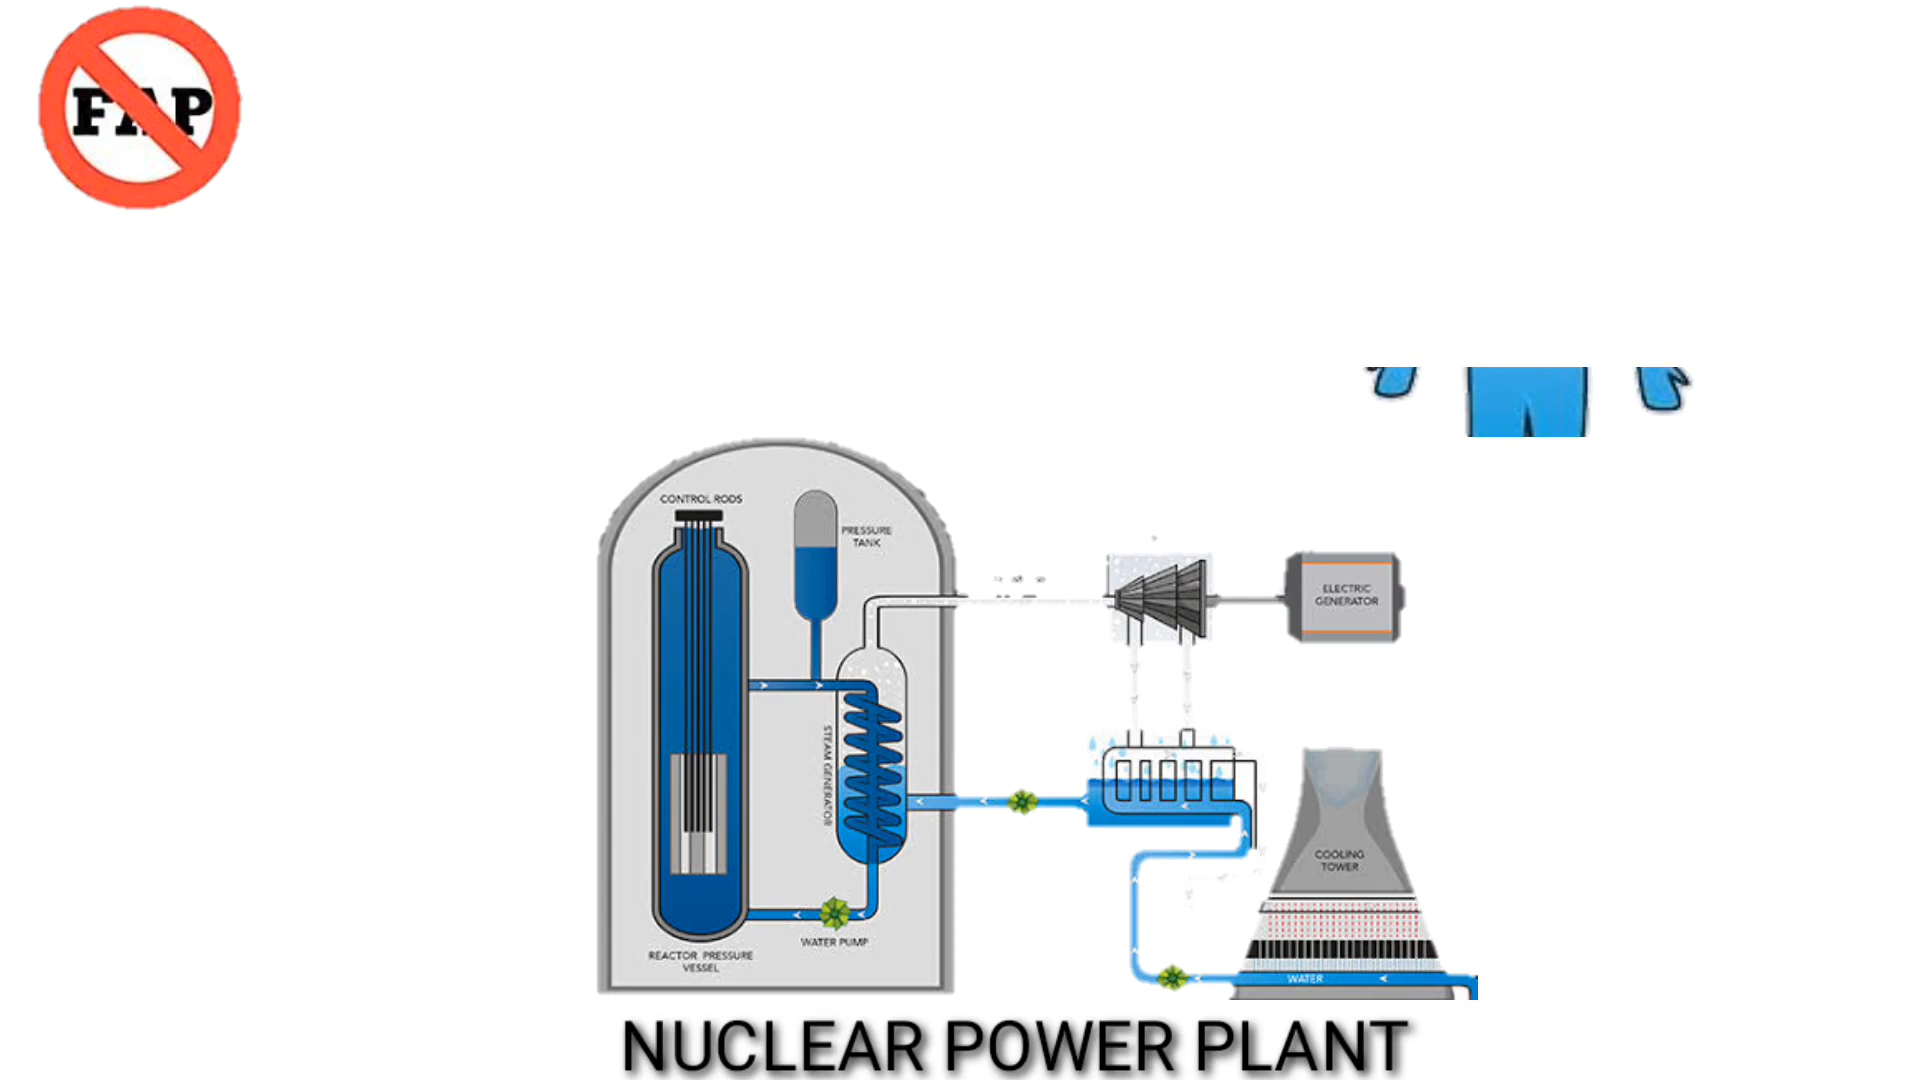 FAP
CONTROL RODS
PRESSURE
TANK
ELECTRIC
GENERATOR
STEAM GENERATOR
COOLING
TOWER
WATER PUMP
REACTOR PRESSURE
VESSEL
WATER
NUCLEAR POWER PLANT